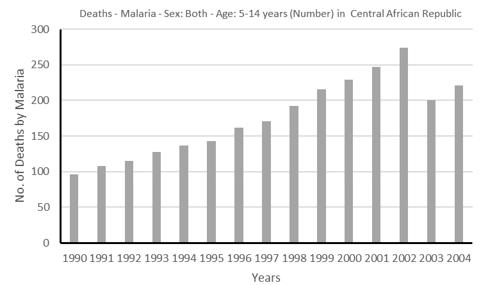 Deaths - Malaria - Sex: Both - Age: 5-14 years (Number) in Central African Republic
No. of Deaths by Malaria
300
250
200
150
100
50
0
1990 1991 1992 1993 1994 1995 1996 1997 1998 1999 2000 2001 2002 2003 2004
Years